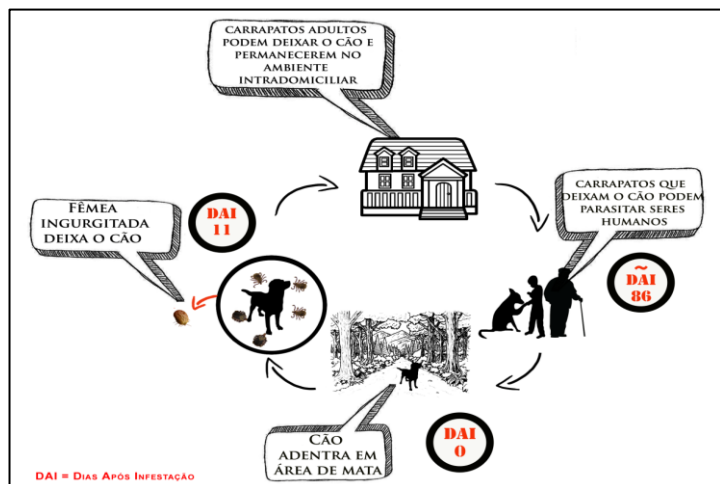 CARRAPATOS ADULTOS
PODEM DEIXAR O CÃO E
PERMANECEREM NO
AMBIENTE
INTRADOMICILIAR
FÊMEA
INGURGITADA
DEIXA O CÃO
DAI
11
CARRAPATOS QUE
DEIXAM O CÃO PODEM
PARASITAR SERES
HUMANOS
~
DAI
86
CÃO
ADENTRA EM
ÁREA DE MATA
DAI
0
DAI = DIAS APÓS INFESTAÇÃO